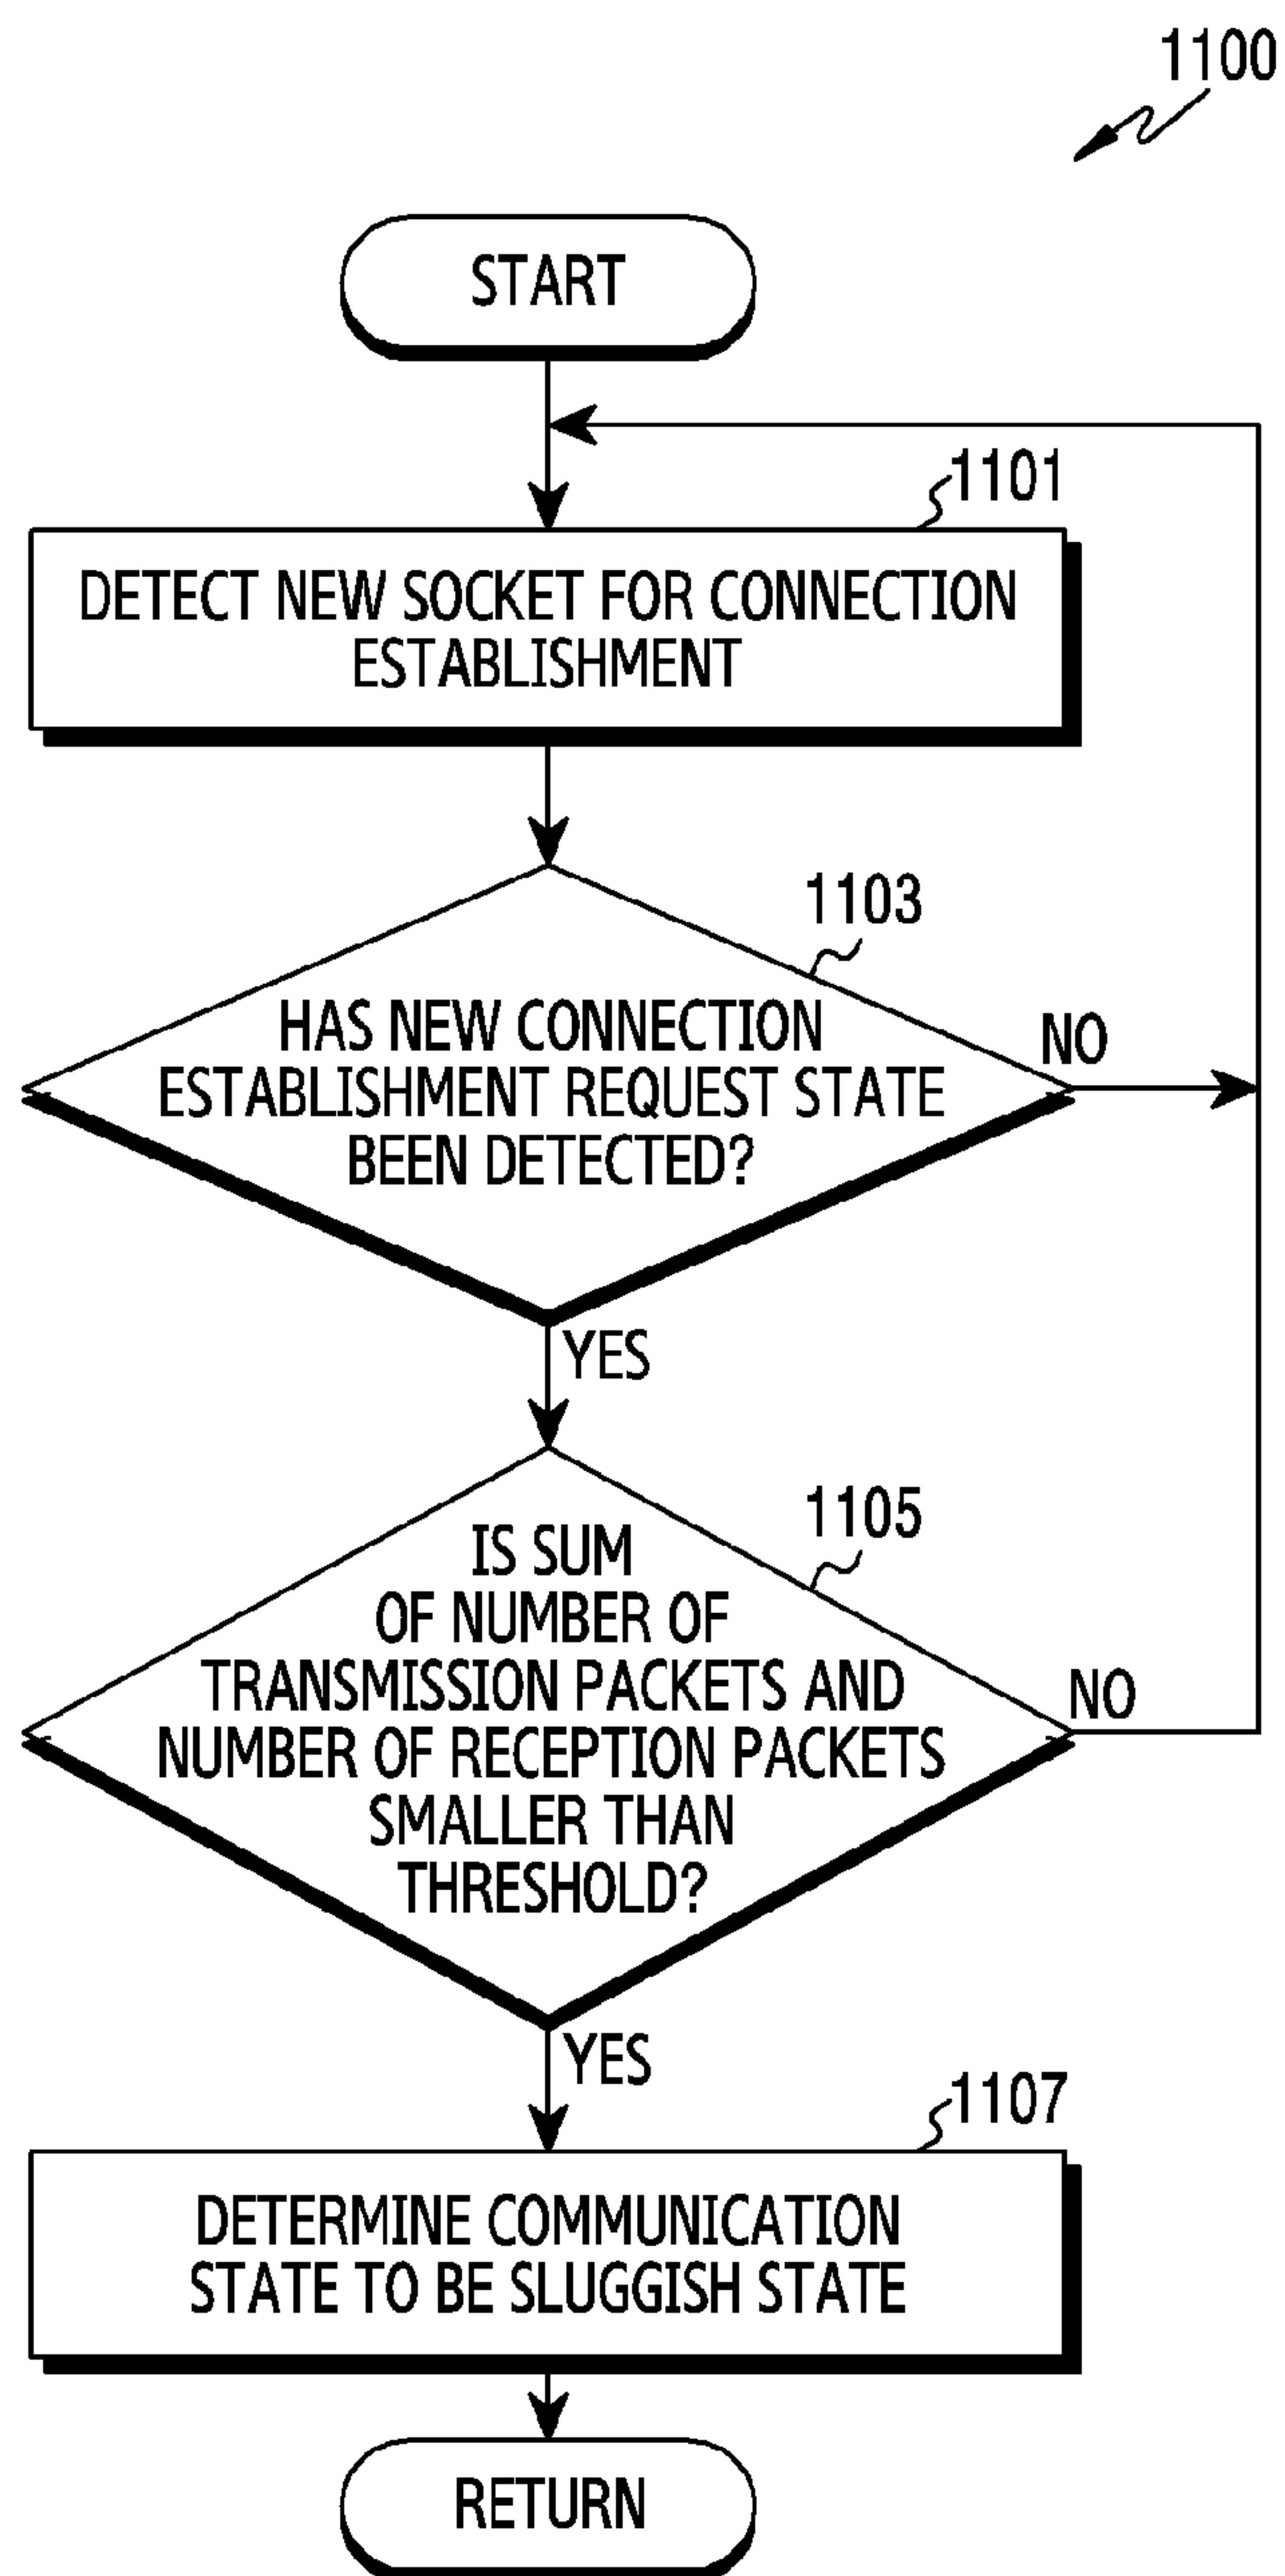 1100
START
1101
DETECT NEW SOCKET FOR CONNECTION
ESTABLISHMENT
1103
HAS NEW CONNECTION
ESTABLISHMENT REQUEST STATE
BEEN DETECTED?
NO
YES
1105
IS SUM
OF NUMBER OF
TRANSMISSION PACKETS AND
NUMBER OF RECEPTION PACKETS
SMALLER THAN
THRESHOLD?
NO
YES
1107
DETERMINE COMMUNICATION
STATE TO BE SLUGGISH STATE
RETURN